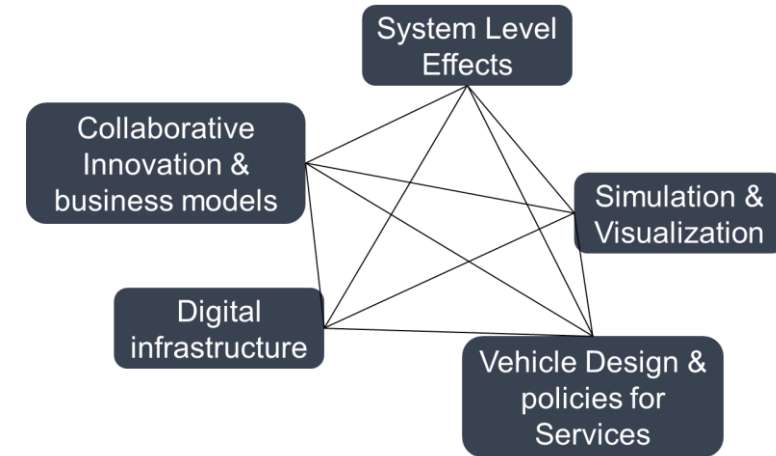 System Level
Effects
Collaborative
Innovation &
business models
Simulation &
Visualization
Digital
infrastructure
Vehicle Design &
policies for
Services